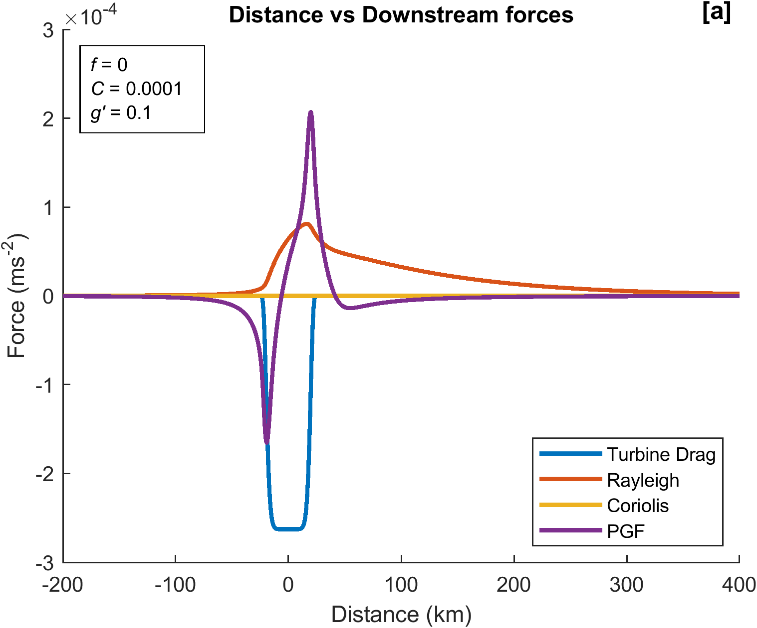 Distance vs Downstream forces
[a]
×10⁻⁴
f = 0
C = 0.0001
g' = 0.1
3
2
1
0
-1
-2
-3
Force (ms⁻²)
-200
-100
0
100
200
300
400
Distance (km)
Turbine Drag
Rayleigh
Coriolis
PGF